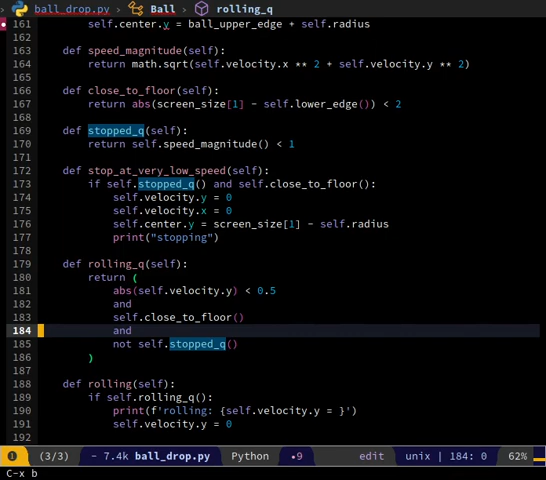 ball_drop.py > Ball > rolling_q
161 self.center.y = ball_upper_edge + self.radius
162
163 def speed_magnitude(self):
164 return math.sqrt(self.velocity.x ** 2 + self.velocity.y ** 2)
165
166 def close_to_floor(self):
167 return abs(screen_size[1] - self.lower_edge()) < 2
168
169 def stopped_q(self):
170 return self.speed_magnitude() < 1
171
172 def stop_at_very_low_speed(self):
173 if self.stopped_q() and self.close_to_floor():
174 self.velocity.y = 0
175 self.velocity.x = 0
176 self.center.y = screen_size[1] - self.radius
177 print("stopping")
178
179 def rolling_q(self):
180 return (
181 abs(self.velocity.y) < 0.5
182 and
183 self.close_to_floor()
184 and
185 not self.stopped_q()
186 )
187
188 def rolling(self):
189 if self.rolling_q():
190 print(f'rolling: {self.velocity.y = }')
191 self.velocity.y = 0
192
1 (3/3) - 7.4k ball_drop.py Python •9 edit unix | 184: 0 62%
C-x b